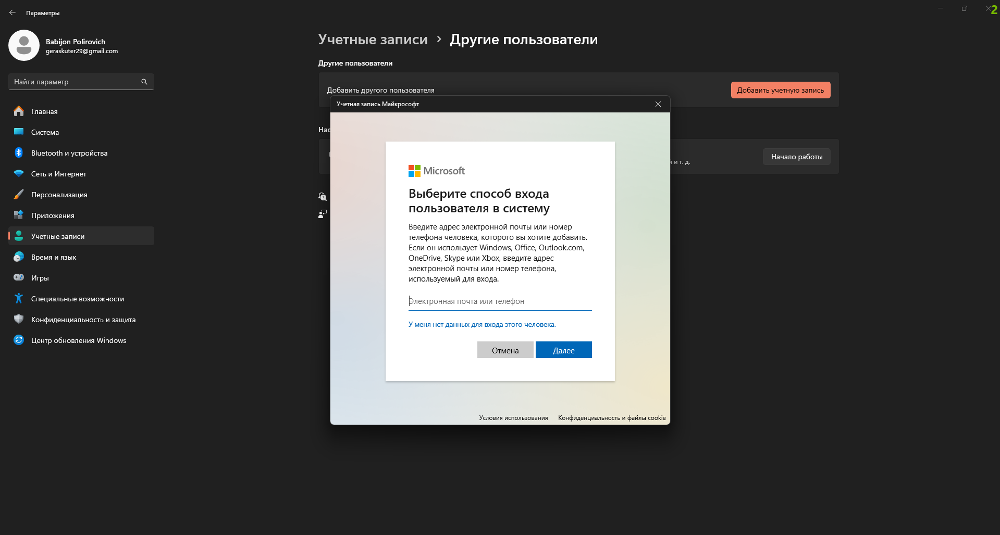 Параметры
2
Babijon Polirovich
geraskuter29@gmail.com
Найти параметр
Главная
Система
Bluetooth и устройства
Сеть и Интернет
Персонализация
Приложения
Учетные записи
Время и язык
Игры
Специальные возможности
Конфиденциальность и защита
Центр обновления Windows
Учетные записи > Другие пользователи
Другие пользователи
Добавить другого пользователя
Добавить учетную запись
Начало работы
и т. д.
Учетная запись Майкрософт
Microsoft
Выберите способ входа
пользователя в систему
Введите адрес электронной почты или номер
телефона человека, которого вы хотите добавить.
Если он использует Windows, Office, Outlook.com,
OneDrive, Skype или Xbox, введите адрес
электронной почты или номер телефона,
используемый для входа.
Электронная почта или телефон
У меня нет данных для входа этого человека.
Отмена
Далее
Условия использования
Конфиденциальность и файлы cookie